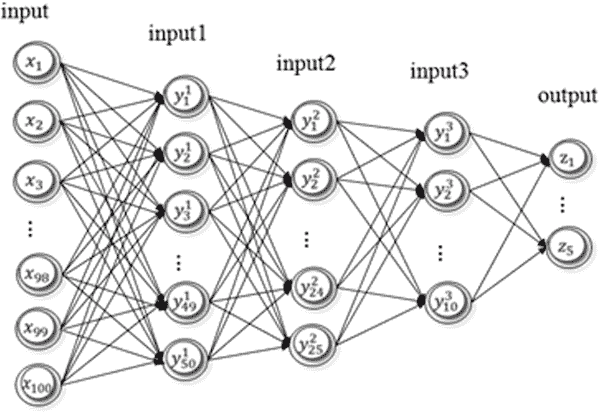 input
input1
input2
input3
output
x₁
x₂
x₃
⋮
x₉₈
x₉₉
x₁₀₀
y₁¹
y₂¹
y₃¹
⋮
y₄₉¹
y₅₀¹
y₁²
y₂²
⋮
y₂₄²
y₂₅²
y₁³
y₂³
⋮
y₁₀³
z₁
⋮
z₅